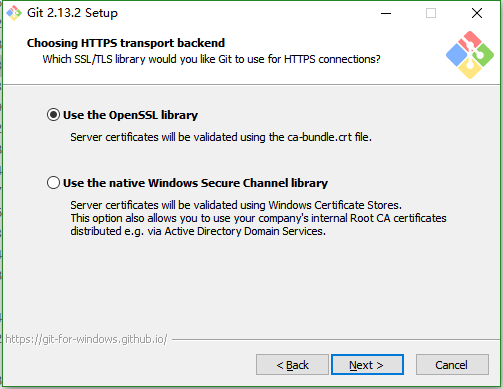 Git 2.13.2 Setup
Choosing HTTPS transport backend
Which SSL/TLS library would you like Git to use for HTTPS connections?
Use the OpenSSL library
Server certificates will be validated using the ca-bundle.crt file.
Use the native Windows Secure Channel library
Server certificates will be validated using Windows Certificate Stores.
This option also allows you to use your company's internal Root CA certificates
distributed e.g. via Active Directory Domain Services.
https://git-for-windows.github.io/
< Back
Next >
Cancel